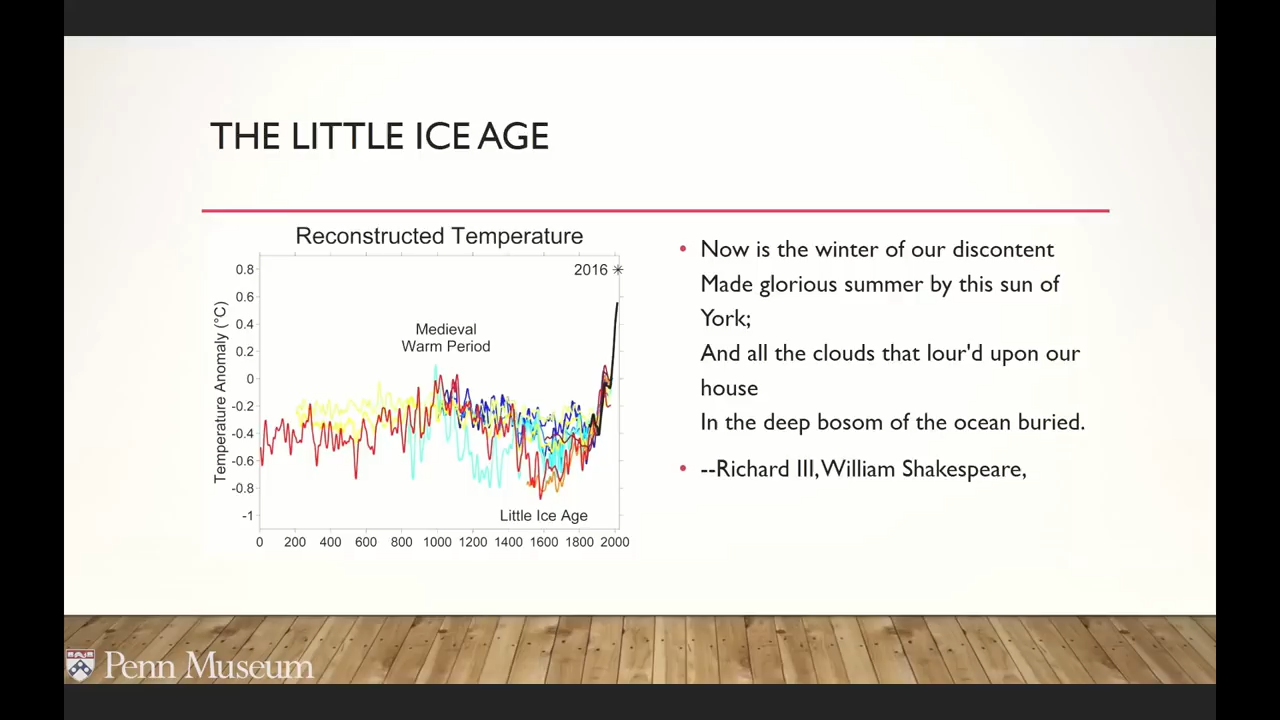 THE LITTLE ICE AGE
Reconstructed Temperature
Temperature Anomaly (°C)
0.8
0.6
0.4
0.2
0
-0.2
-0.4
-0.6
-0.8
-1
2016
Medieval
Warm Period
Little Ice Age
0 200 400 600 800 1000 1200 1400 1600 1800 2000
• Now is the winter of our discontent
Made glorious summer by this sun of
York;
And all the clouds that lour'd upon our
house
In the deep bosom of the ocean buried.
• --Richard III, William Shakespeare,
Penn Museum